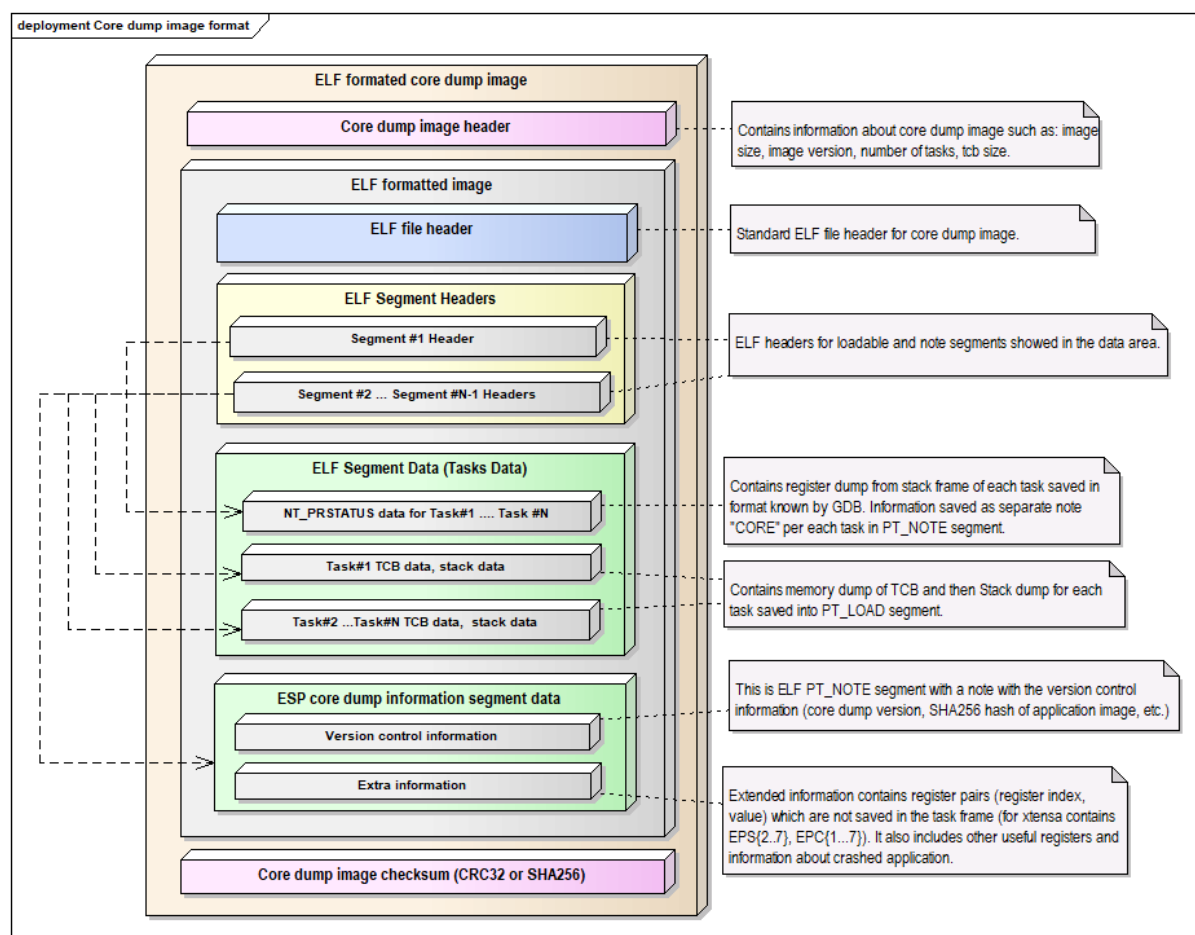 deployment Core dump image format
ELF formated core dump image
Core dump image header
Contains information about core dump image such as: image
size, image version, number of tasks, tcb size.
ELF formatted image
ELF file header
Standard ELF file header for core dump image.
ELF Segment Headers
Segment #1 Header
ELF headers for loadable and note segments showed in the data area.
Segment #2 ... Segment #N-1 Headers
ELF Segment Data (Tasks Data)
NT_PRSTATUS data for Task#1 .... Task #N
Contains register dump from stack frame of each task saved in
format known by GDB. Information saved as separate note
"CORE" per each task in PT_NOTE segment.
Task#1 TCB data, stack data
Contains memory dump of TCB and then Stack dump for each
task saved into PT_LOAD segment.
Task#2 ...Task#N TCB data,  stack data
ESP core dump information segment data
Version control information
This is ELF PT_NOTE segment with a note with the version control
information (core dump version, SHA256 hash of application image, etc.)
Extra information
Extended information contains register pairs (register index,
value) which are not saved in the task frame (for xtensa contains
EPS{2..7}, EPC{1...7}). It also includes other useful registers and
information about crashed application.
Core dump image checksum (CRC32 or SHA256)